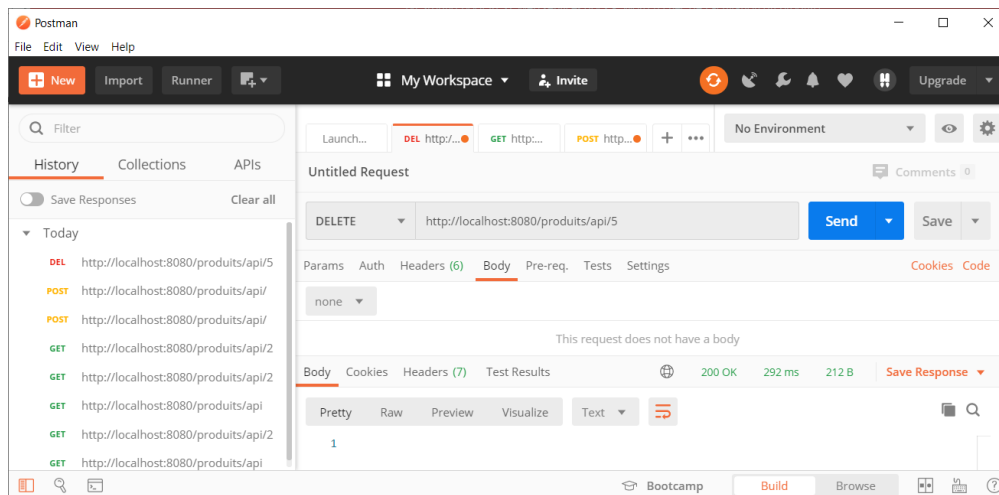 Postman
File Edit View Help
New Import Runner My Workspace Invite Upgrade
Filter
History Collections APIs
Save Responses Clear all
Today
DEL http://localhost:8080/produits/api/5
POST http://localhost:8080/produits/api/
POST http://localhost:8080/produits/api/
GET http://localhost:8080/produits/api/2
GET http://localhost:8080/produits/api/2
GET http://localhost:8080/produits/api
GET http://localhost:8080/produits/api/2
GET http://localhost:8080/produits/api
Launch... DEL http:/... GET http:... POST http... + ••• No Environment
Untitled Request Comments 0
DELETE http://localhost:8080/produits/api/5 Send Save
Params Auth Headers (6) Body Pre-req. Tests Settings Cookies Code
none
This request does not have a body
Body Cookies Headers (7) Test Results 200 OK 292 ms 212 B Save Response
Pretty Raw Preview Visualize Text
1
Bootcamp Build Browse ?